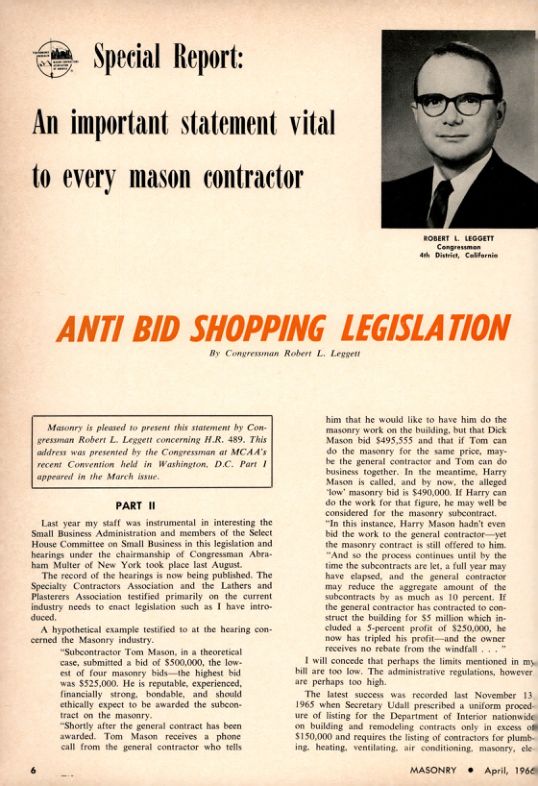 Special Report:
An important statement vital
to every mason contractor
ROBERT L. LEGGETT
Congressman
4th District, California
ANTI BID SHOPPING LEGISLATION
By Congressman Robert L. Leggett
Masonry is pleased to present this statement by Con-
gressman Robert L. Leggett concerning H.R. 489. This
address was presented by the Congressman at MCAA's
recent Convention held in Washington, D.C. Part I
appeared in the March issue.
PART II
Last year my staff was instrumental in interesting the
Small Business Administration and members of the Select
House Committee on Small Business in this legislation and
hearings under the chairmanship of Congressman Abra-
ham Multer of New York took place last August.
The record of the hearings is now being published. The
Specialty Contractors Association and the Lathers and
Plasterers Association testified primarily on the current
industry needs to enact legislation such as I have intro-
duced.
A hypothetical example testified to at the hearing con-
cerned the Masonry industry.
"Subcontractor Tom Mason, in a theoretical
case, submitted a bid of $500,000, the low-
est of four masonry bids—the highest bid
was $525,000. He is reputable, experienced,
financially strong, bondable, and should
ethically expect to be awarded the subcon-
tract on the masonry.
"Shortly after the general contract has been
awarded. Tom Mason receives a phone
call from the general contractor who tells
him that he would like to have him do the
masonry work on the building, but that Dick
Mason bid $495,555 and that if Tom can
do the masonry for the same price, may-
be the general contractor and Tom can do
business together. In the meantime, Harry
Mason is called, and by now, the alleged
'low' masonry bid is $490,000. If Harry can
do the work for that figure, he may well be
considered for the masonry subcontract.
"In this instance, Harry Mason hadn't even
bid the work to the general contractor—yet
the masonry contract is still offered to him.
"And so the process continues until by the
time the subcontracts are let, a full year may
have elapsed, and the general contractor
may reduce the aggregate amount of the
subcontracts by as much as 10 percent. If
the general contractor has contracted to con-
struct the building for $5 million which in-
cluded a 5-percent profit of $250,000, he
now has tripled his profit—and the owner
receives no rebate from the windfall . . ."
I will concede that perhaps the limits mentioned in my
bill are too low. The administrative regulations, however
are perhaps too high.
The latest success was recorded last November 13
1965 when Secretary Udall prescribed a uniform proced-
ure of listing for the Department of Interior nationwide
on building and remodeling contracts only in excess of
$150,000 and requires the listing of contractors for plumb-
ing, heating, ventilating, air conditioning, masonry, ele-
6
MASONRY • April, 1966